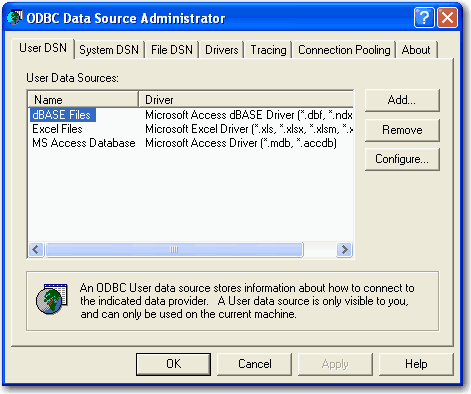 ODBC Data Source Administrator
User DSN System DSN File DSN Drivers Tracing Connection Pooling About
User Data Sources:
Name Driver
dBASE Files Microsoft Access dBASE Driver (*.dbf, *.ndx
Excel Files Microsoft Excel Driver (*.xls, *.xlsx, *.xlsm, *.x
MS Access Database Microsoft Access Driver (*.mdb, *.accdb)
Add...
Remove
Configure...
An ODBC User data source stores information about how to connect to
the indicated data provider. A User data source is only visible to you,
and can only be used on the current machine.
OK Cancel Apply Help